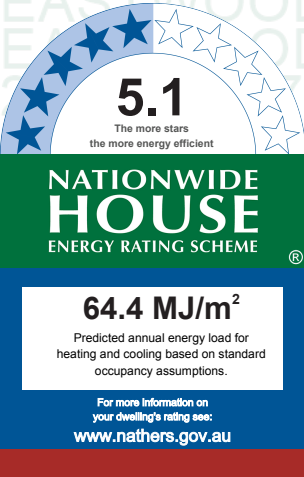 5.1
The more stars
the more energy efficient
NATIONWIDE
HOUSE
ENERGY RATING SCHEME
®
64.4 MJ/m²
Predicted annual energy load for
heating and cooling based on standard
occupancy assumptions.
For more information on
your dwelling's rating see:
www.nathers.gov.au